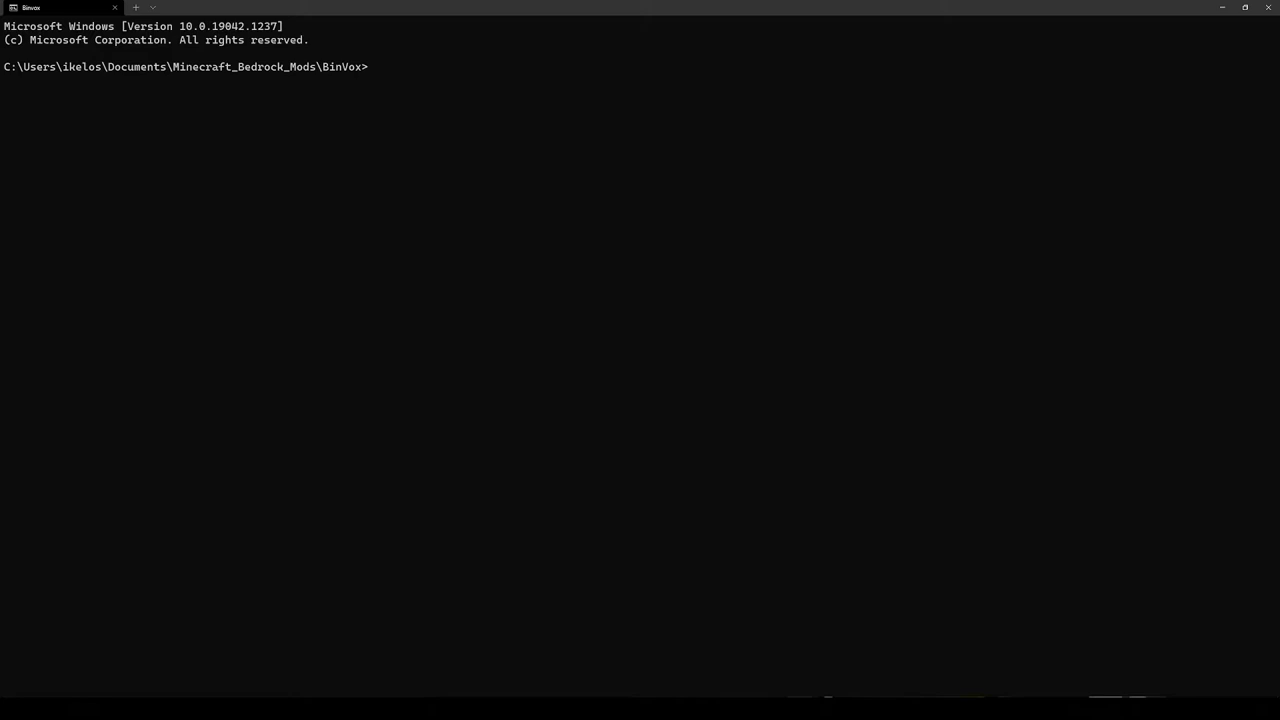 Binvox
Microsoft Windows [Version 10.0.19042.1237]
(c) Microsoft Corporation. All rights reserved.
C:\Users\ikelos\Documents\Minecraft_Bedrock_Mods\BinVox>